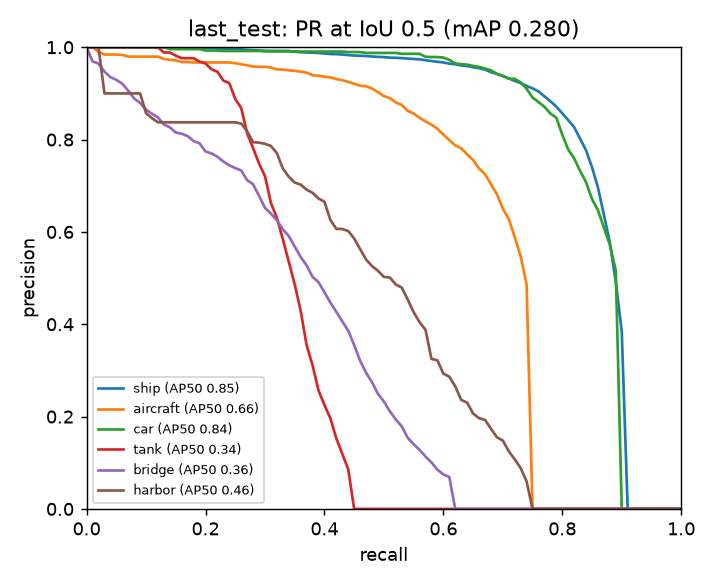 last_test: PR at IoU 0.5 (mAP 0.280)
precision
1.0
0.8
0.6
0.4
0.2
0.0
ship (AP50 0.85)
aircraft (AP50 0.66)
car (AP50 0.84)
tank (AP50 0.34)
bridge (AP50 0.36)
harbor (AP50 0.46)
0.0 0.2 0.4 0.6 0.8 1.0
recall